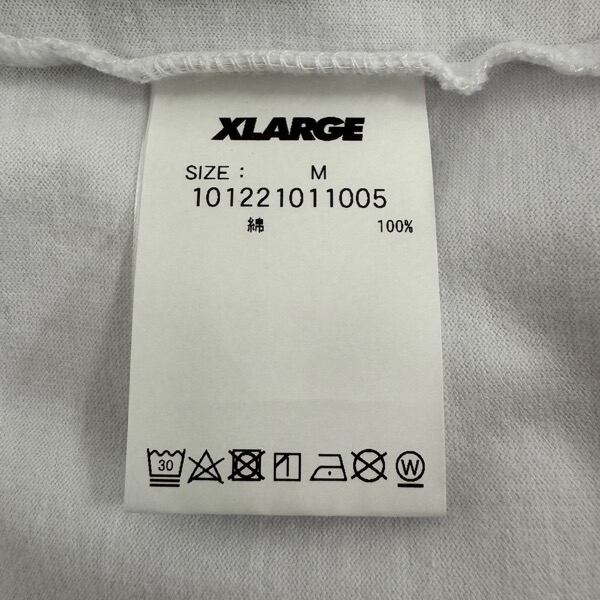 XLARGE
SIZE : M
101221011005
綿 100%
30 W